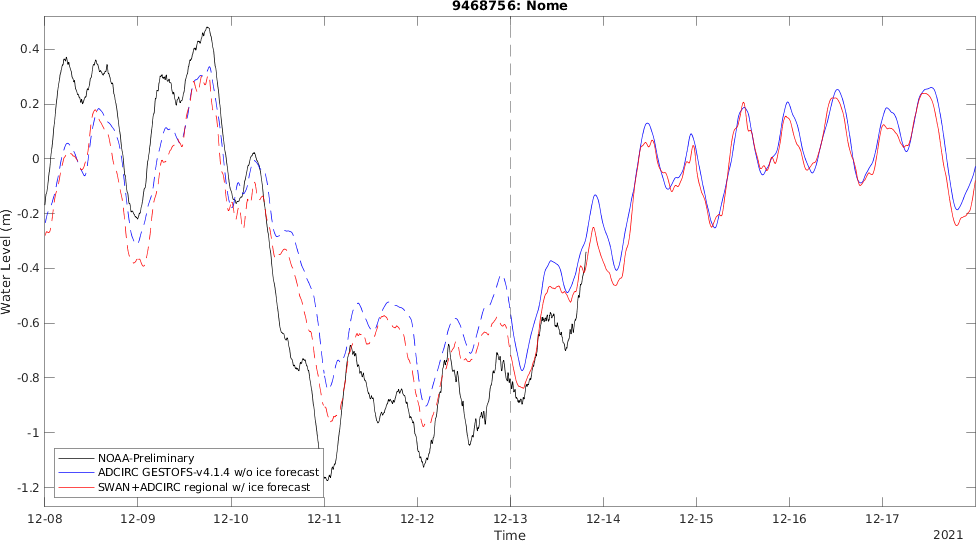 9468756: Nome
Water Level (m)
0.4
0.2
0
-0.2
-0.4
-0.6
-0.8
-1
-1.2
NOAA-Preliminary
ADCIRC GESTOFS-v4.1.4 w/o ice forecast
SWAN+ADCIRC regional w/ ice forecast
12-08 12-09 12-10 12-11 12-12 12-13 12-14 12-15 12-16 12-17
Time
2021